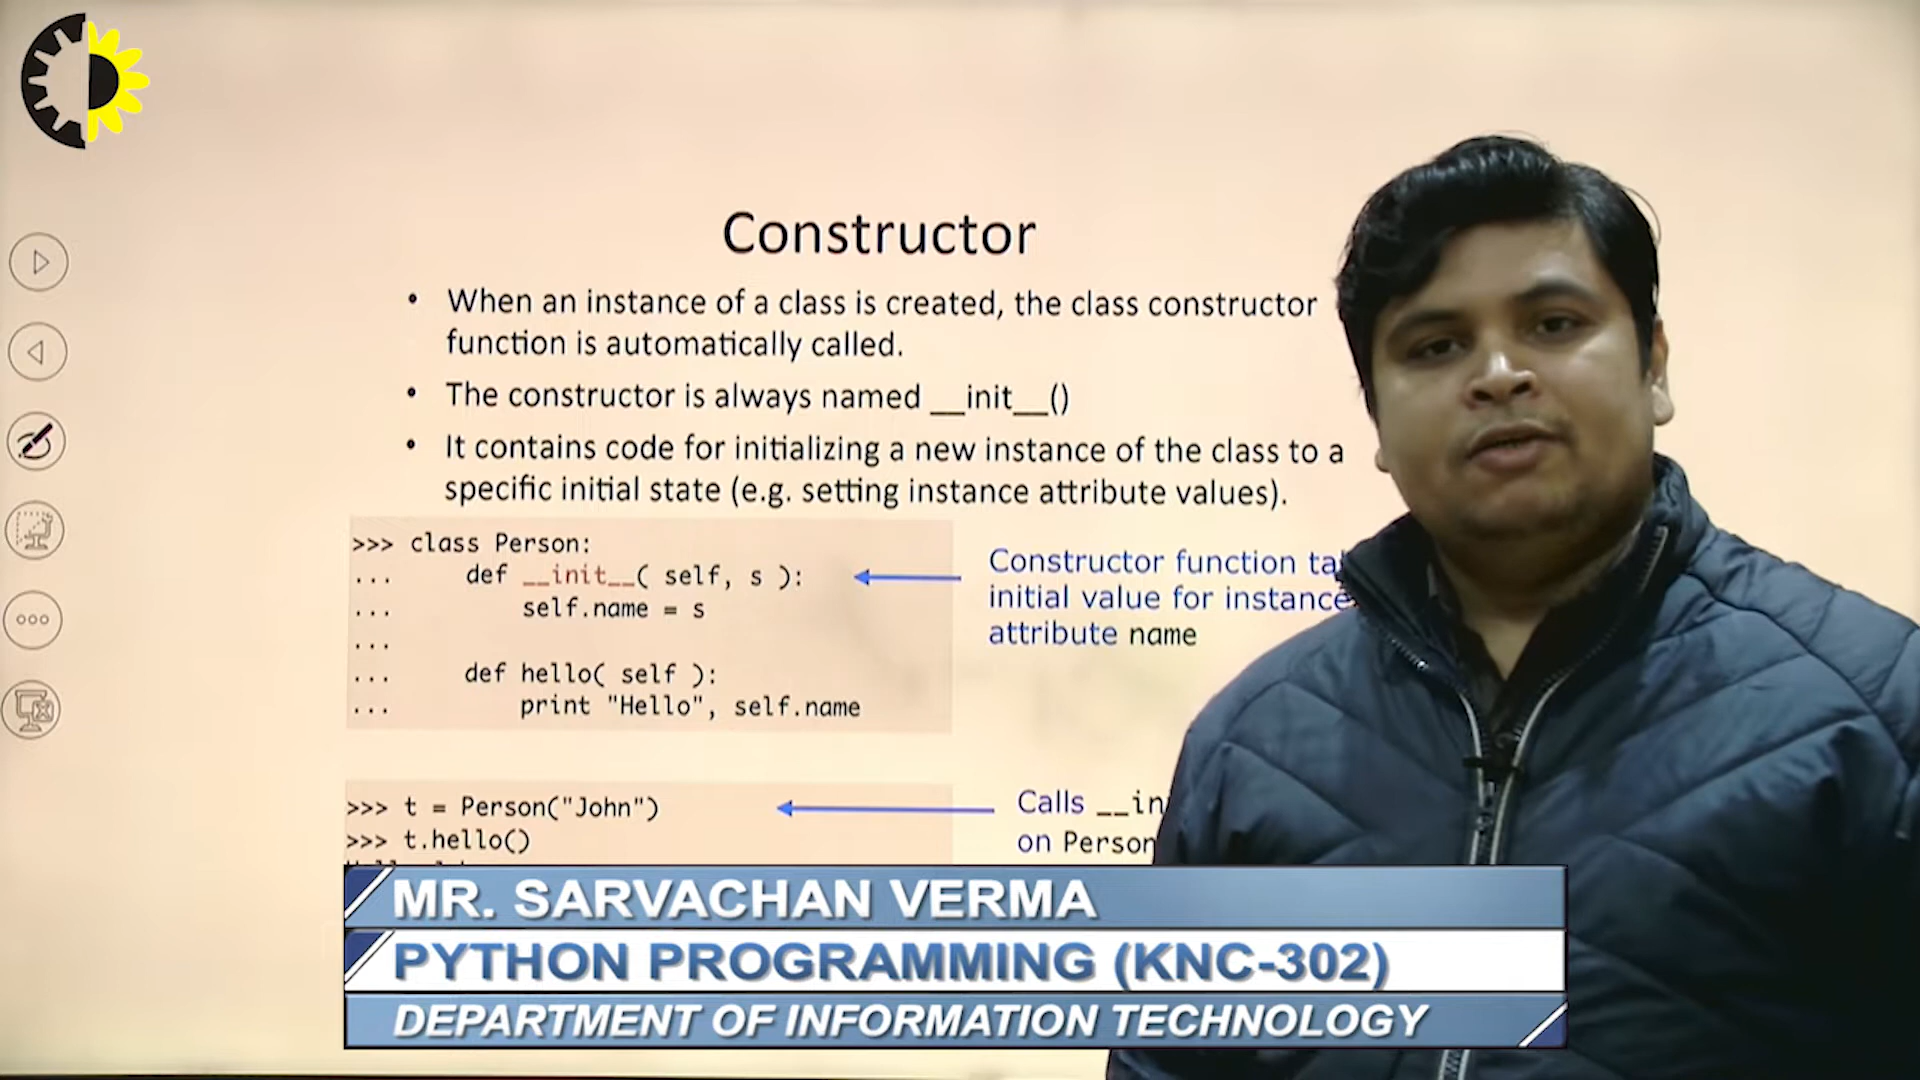 Constructor
• When an instance of a class is created, the class constructor
function is automatically called.
• The constructor is always named __init__()
• It contains code for initializing a new instance of the class to a
specific initial state (e.g. setting instance attribute values).
>>> class Person:
... def __init__( self, s ):
... self.name = s
...
... def hello( self ):
... print "Hello", self.name
Constructor function
initial value for instance
attribute name
>>> t = Person("John")
>>> t.hello()
Calls
on Person
MR. SARVACHAN VERMA
PYTHON PROGRAMMING (KNC-302)
DEPARTMENT OF INFORMATION TECHNOLOGY